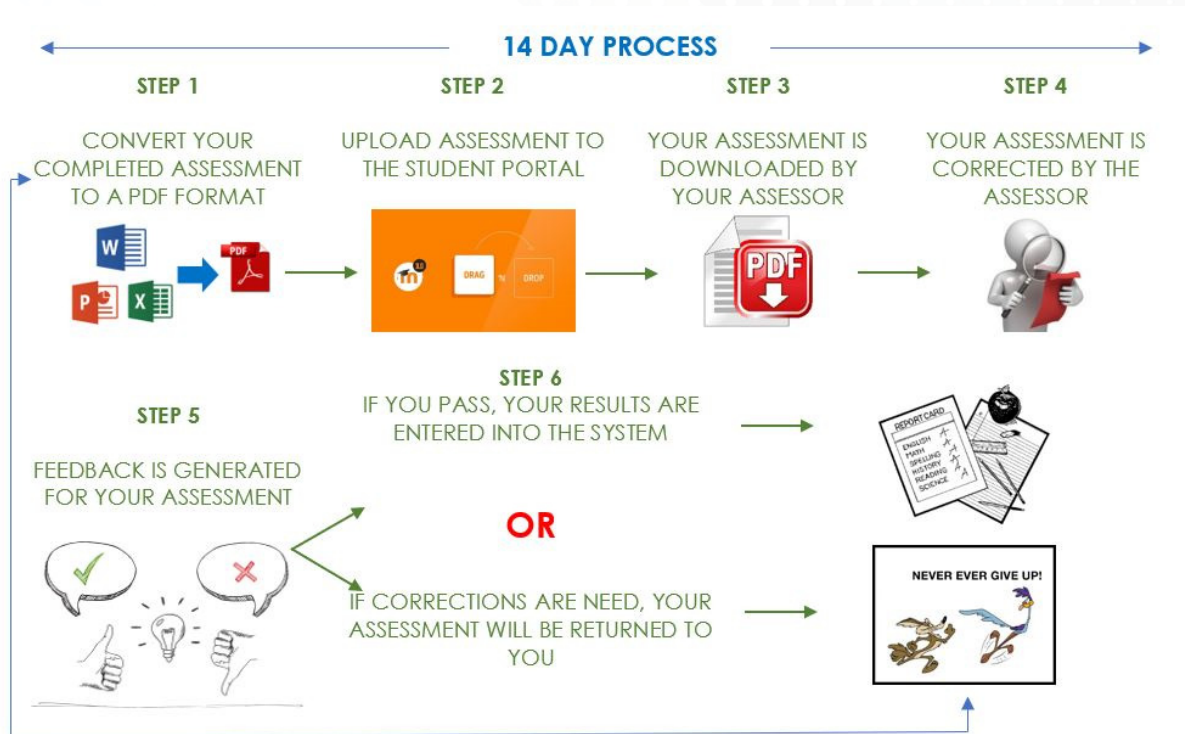 14 DAY PROCESS
STEP 1
CONVERT YOUR
COMPLETED ASSESSMENT
TO A PDF FORMAT
W
P
X
PDF
STEP 2
UPLOAD ASSESSMENT TO
THE STUDENT PORTAL
m
DRAG
DROP
STEP 3
YOUR ASSESSMENT IS
DOWNLOADED BY
YOUR ASSESSOR
PDF
STEP 4
YOUR ASSESSMENT IS
CORRECTED BY THE
ASSESSOR
STEP 5
FEEDBACK IS GENERATED
FOR YOUR ASSESSMENT
STEP 6
IF YOU PASS, YOUR RESULTS ARE
ENTERED INTO THE SYSTEM
REPORT CARD
ENGLISH A
MATH A
SPELLING A
HISTORY A
READING A
SCIENCE A
OR
IF CORRECTIONS ARE NEED, YOUR
ASSESSMENT WILL BE RETURNED TO
YOU
NEVER EVER GIVE UP!